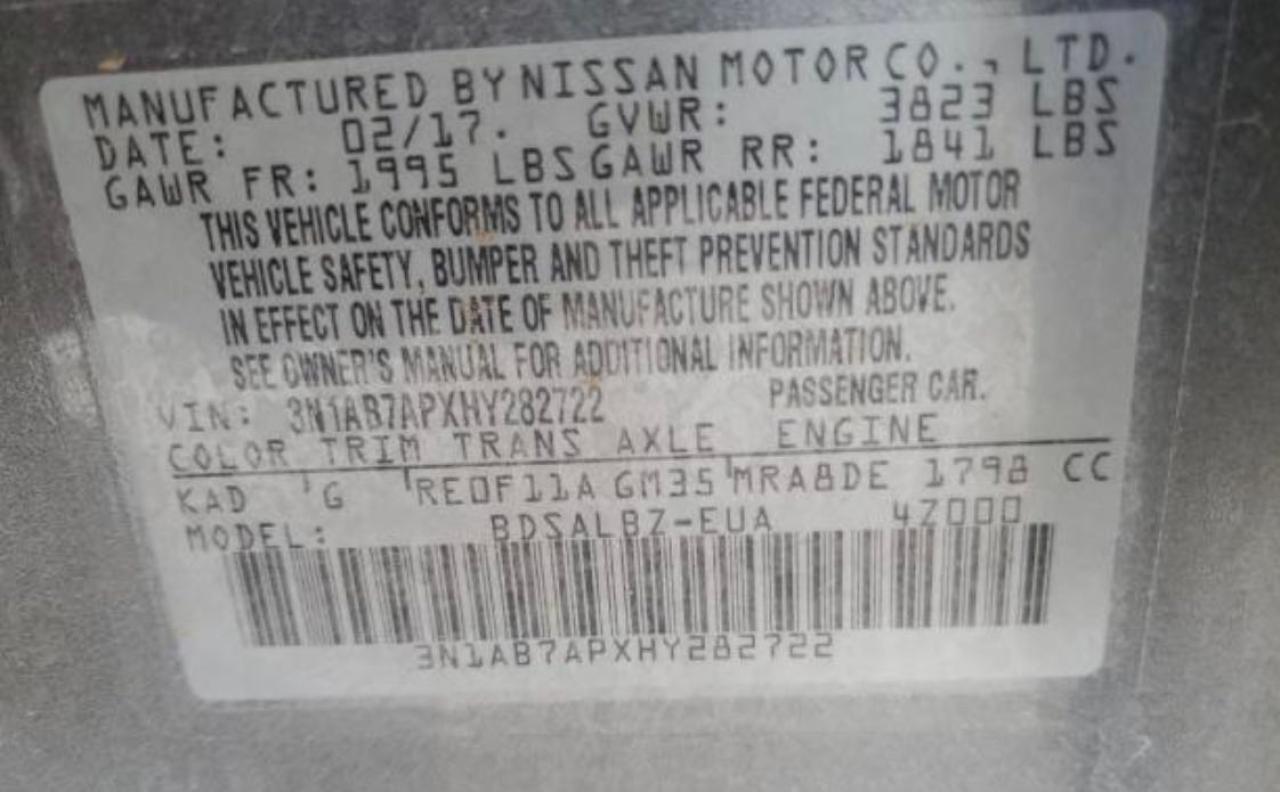 MANUFACTURED BY NISSAN MOTOR CO., LTD.
DATE: 02/17. GVWR: 3823 LBS
GAWR FR: 1995 LBS GAWR RR: 1841 LBS
THIS VEHICLE CONFORMS TO ALL APPLICABLE FEDERAL MOTOR
VEHICLE SAFETY, BUMPER AND THEFT PREVENTION STANDARDS
IN EFFECT ON THE DATE OF MANUFACTURE SHOWN ABOVE.
SEE OWNER'S MANUAL FOR ADDITIONAL INFORMATION.
VIN: 3N1AB7APXHY282722 PASSENGER CAR.
COLOR TRIM TRANS AXLE ENGINE
KAD G RE0F11A GM35 MRA8DE 1798 CC
MODEL: BDSALBZ-EUA 4Z000
3N1AB7APXHY282722